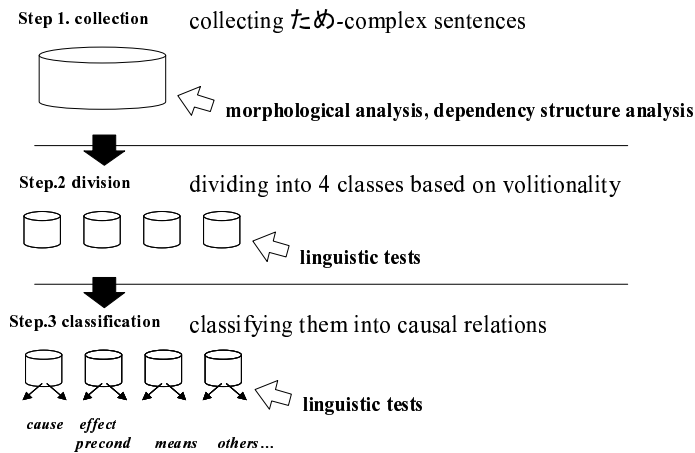 Step 1. collection
collecting ため-complex sentences
morphological analysis, dependency structure analysis
Step.2 division
dividing into 4 classes based on volitionality
linguistic tests
Step.3 classification
classifying them into causal relations
linguistic tests
cause effect
precond means others…